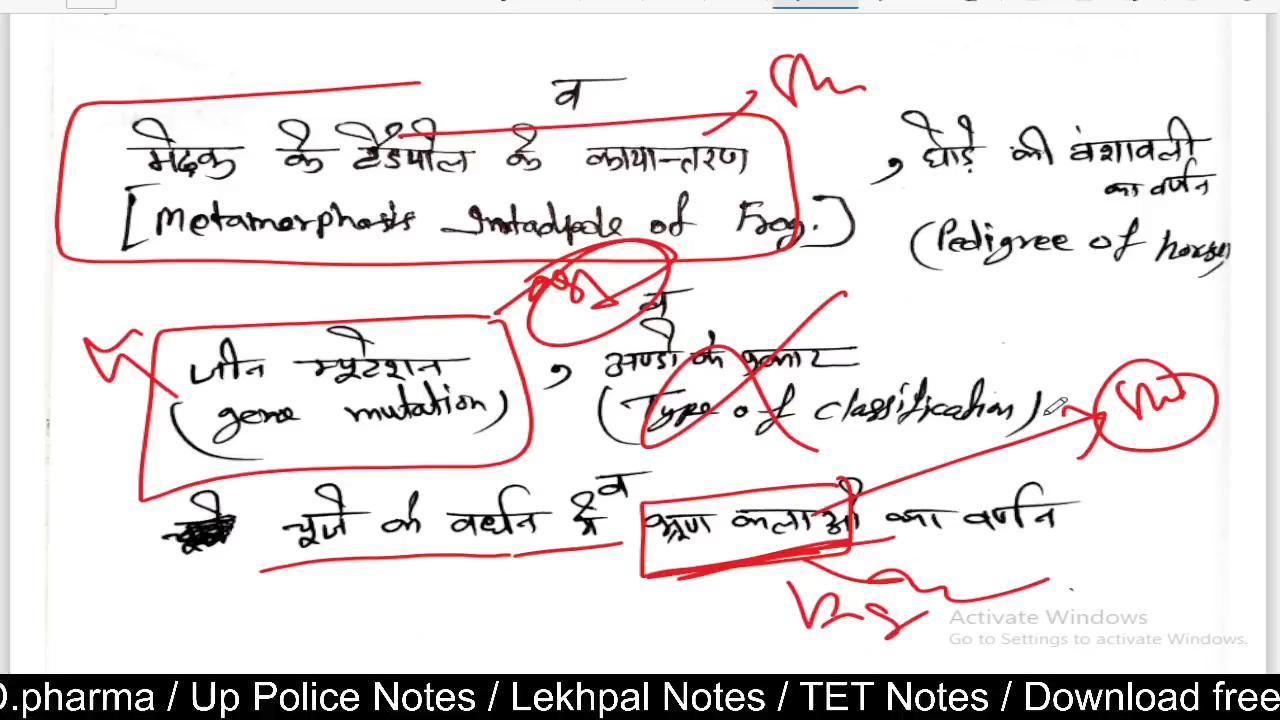 व
मेढक के टेडपोल के कायान्तरण , घोड़े की वंशावली
का वर्णन
[Metamorphosis Intadpole of Frog.] (Pedigree of horse)
व
जीन म्यूटेशन , अण्डो के प्रकार
(gene mutation) (Type of classification)
चूजे के वर्धन में व भ्रूण कलाओ का वर्णन
Activate Windows
Go to Settings to activate Windows.
D.pharma / Up Police Notes / Lekhpal Notes / TET Notes / Download free